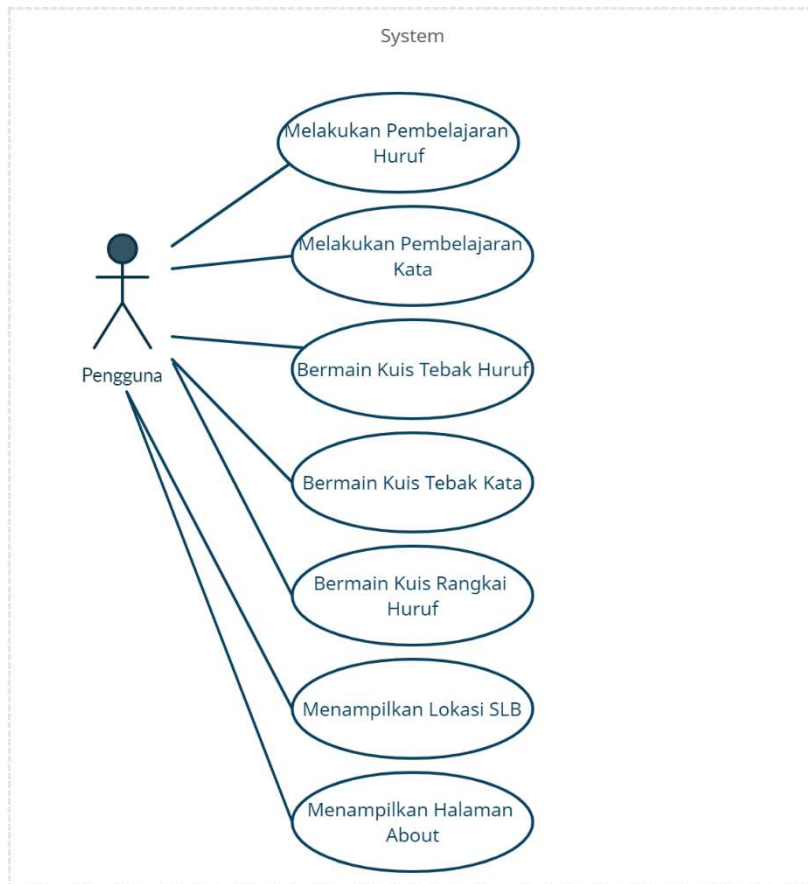 System
Melakukan Pembelajaran
Huruf
Melakukan Pembelajaran
Kata
Pengguna
Bermain Kuis Tebak Huruf
Bermain Kuis Tebak Kata
Bermain Kuis Rangkai
Huruf
Menampilkan Lokasi SLB
Menampilkan Halaman
About